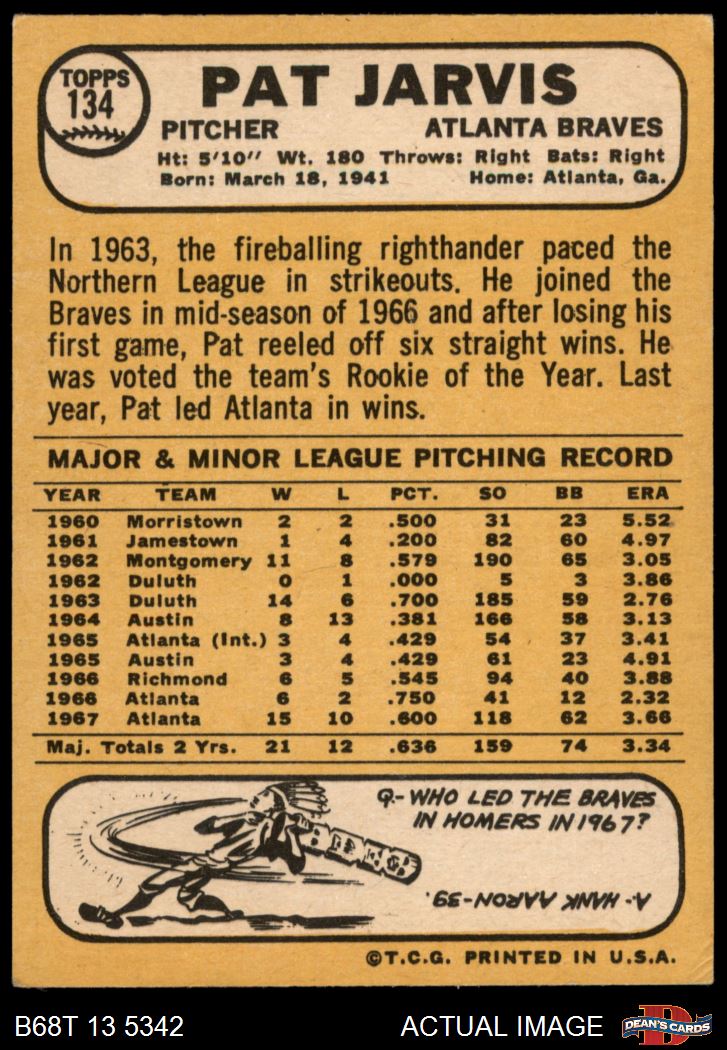 TOPPS
134
PAT JARVIS
PITCHER ATLANTA BRAVES
Ht: 5'10" Wt. 180 Throws: Right Bats: Right
Born: March 18, 1941 Home: Atlanta, Ga.
In 1963, the fireballing righthander paced the
Northern League in strikeouts. He joined the
Braves in mid-season of 1966 and after losing his
first game, Pat reeled off six straight wins. He
was voted the team's Rookie of the Year. Last
year, Pat led Atlanta in wins.
MAJOR & MINOR LEAGUE PITCHING RECORD
YEAR TEAM W L PCT. SO BB ERA
1960 Morristown 2 2 .500 31 23 5.52
1961 Jamestown 1 4 .200 82 60 4.97
1962 Montgomery 11 8 .579 190 65 3.05
1962 Duluth 0 1 .000 5 3 3.86
1963 Duluth 14 6 .700 185 59 2.76
1964 Austin 8 13 .381 166 58 3.13
1965 Atlanta (Int.) 3 4 .429 54 37 3.41
1965 Austin 3 4 .429 61 23 4.91
1966 Richmond 6 5 .545 94 40 3.88
1966 Atlanta 6 2 .750 41 12 2.32
1967 Atlanta 15 10 .600 118 62 3.66
Maj. Totals 2 Yrs. 21 12 .636 159 74 3.34
Q-WHO LED THE BRAVES
IN HOMERS IN 1967?
A- HANK AARON-39.
©T.C.G. PRINTED IN U.S.A.
B68T 13 5342 ACTUAL IMAGE
D
DEAN'S CARDS